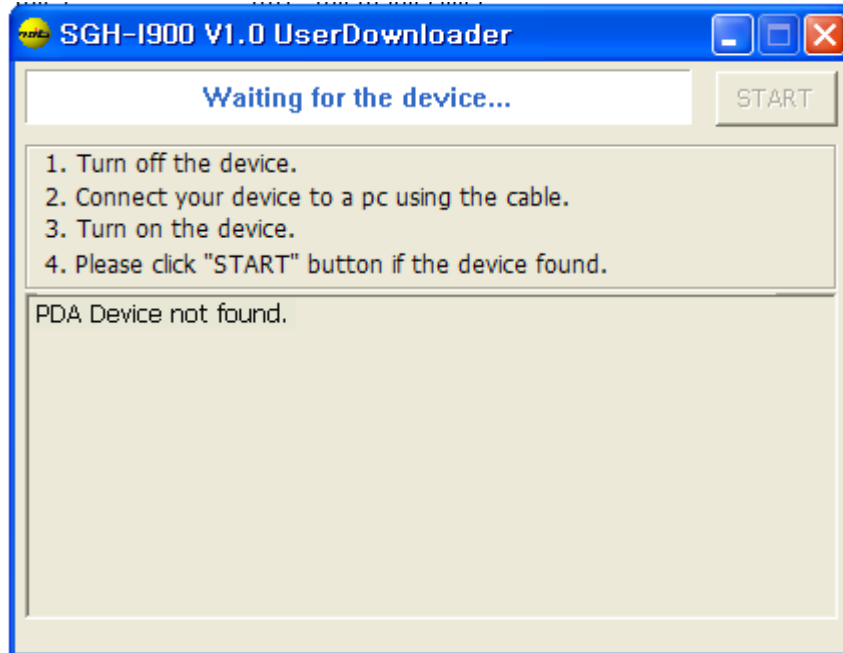 SGH-I900 V1.0 UserDownloader
Waiting for the device...
START
1. Turn off the device.
2. Connect your device to a pc using the cable.
3. Turn on the device.
4. Please click "START" button if the device found.
PDA Device not found.